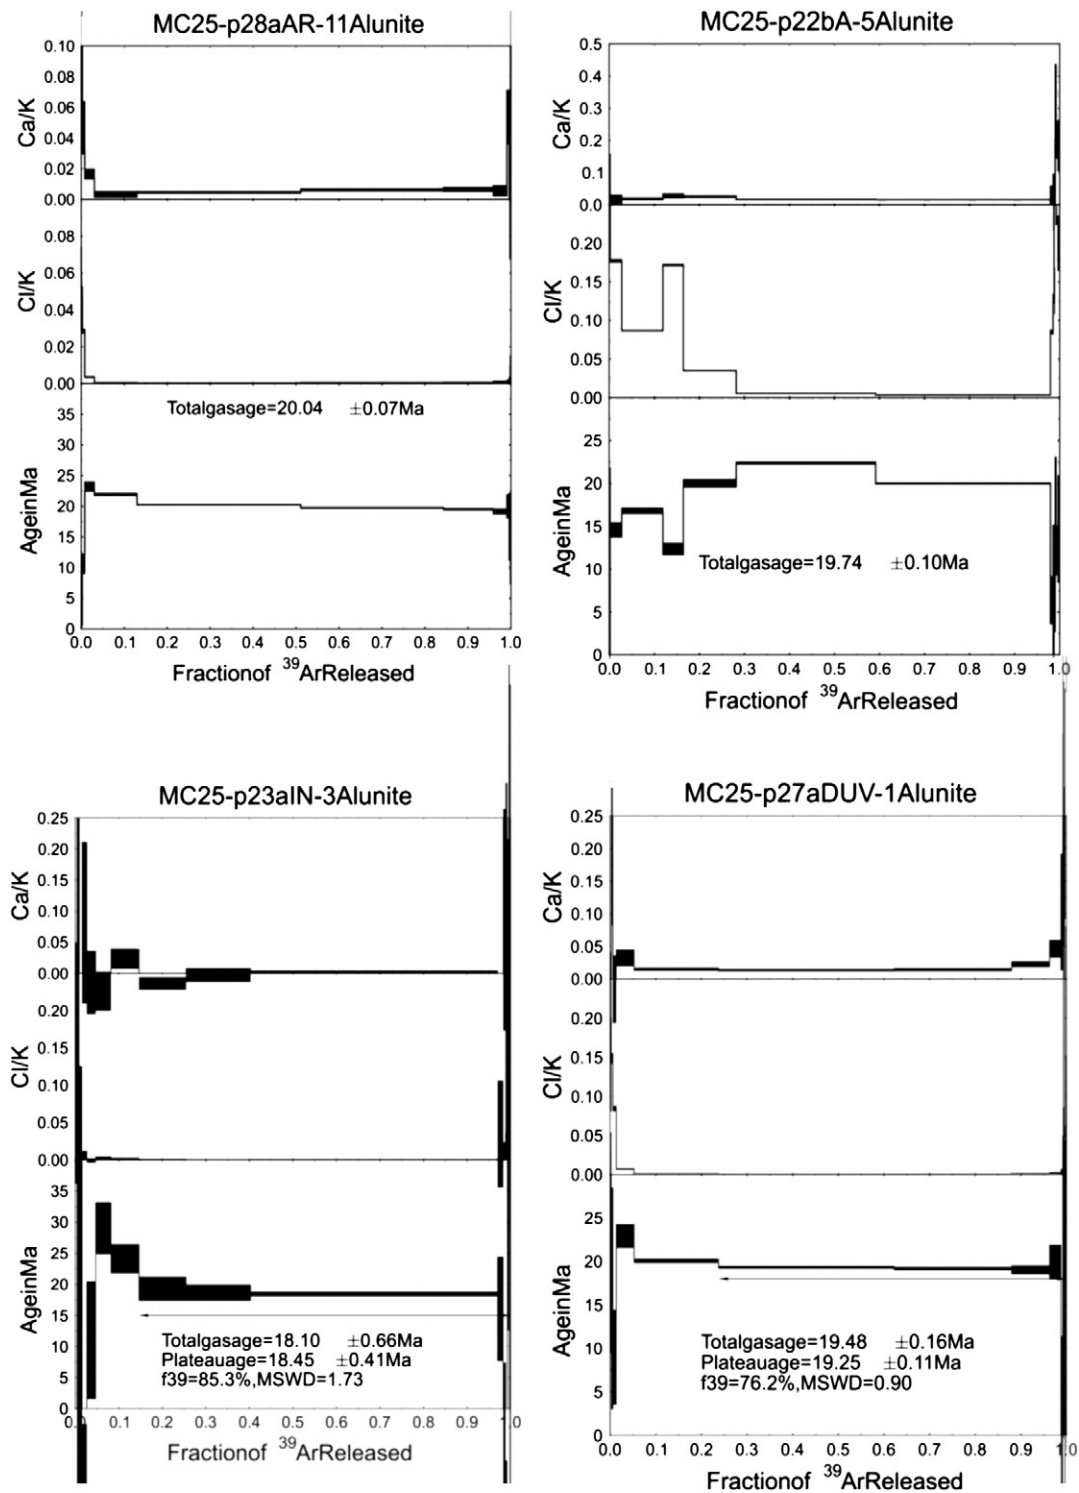 MC25-p28aAR-11Alunite
0.10
0.08
0.06
0.04
0.02
0.00
Ca/K
0.08
0.06
0.04
0.02
0.00
Cl/K
Totalgasage=20.04 ±0.07Ma
35
30
25
20
15
10
5
0
AgeinMa
0.0 0.1 0.2 0.3 0.4 0.5 0.6 0.7 0.8 0.9 1.0
Fractionof 39ArReleased
MC25-p22bA-5Alunite
0.5
0.4
0.3
0.2
0.1
0.0
Ca/K
0.20
0.15
0.10
0.05
0.00
Cl/K
25
20
15
10
5
0
AgeinMa
Totalgasage=19.74 ±0.10Ma
0.0 0.1 0.2 0.3 0.4 0.5 0.6 0.7 0.8 0.9 1.0
Fractionof 39ArReleased
MC25-p23aIN-3Alunite
0.25
0.20
0.15
0.10
0.05
0.00
Ca/K
0.20
0.15
0.10
0.05
0.00
Cl/K
35
30
25
20
15
10
5
0
AgeinMa
Totalgasage=18.10 ±0.66Ma
Plateauage=18.45 ±0.41Ma
f39=85.3%,MSWD=1.73
0.1 0.2 0.3 0.4 0.5 0.6 0.7 0.8 0.9
Fractionof 39ArReleased
MC25-p27aDUV-1Alunite
0.25
0.20
0.15
0.10
0.05
0.00
Ca/K
0.20
0.15
0.10
0.05
0.00
Cl/K
25
20
15
10
5
0
AgeinMa
Totalgasage=19.48 ±0.16Ma
Plateauage=19.25 ±0.11Ma
f39=76.2%,MSWD=0.90
0.0 0.1 0.2 0.3 0.4 0.5 0.6 0.7 0.8 0.9
Fractionof 39ArReleased